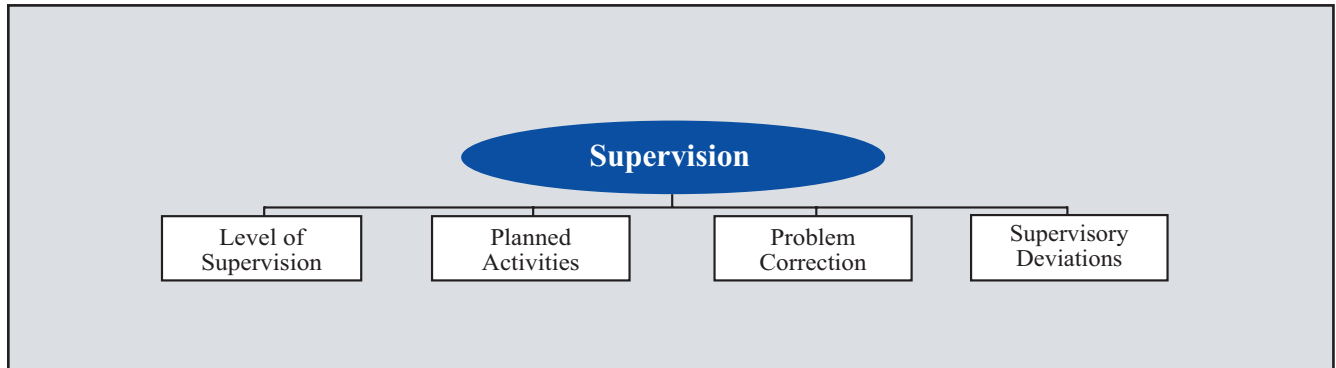 Supervision
Level of
Supervision
Planned
Activities
Problem
Correction
Supervisory
Deviations